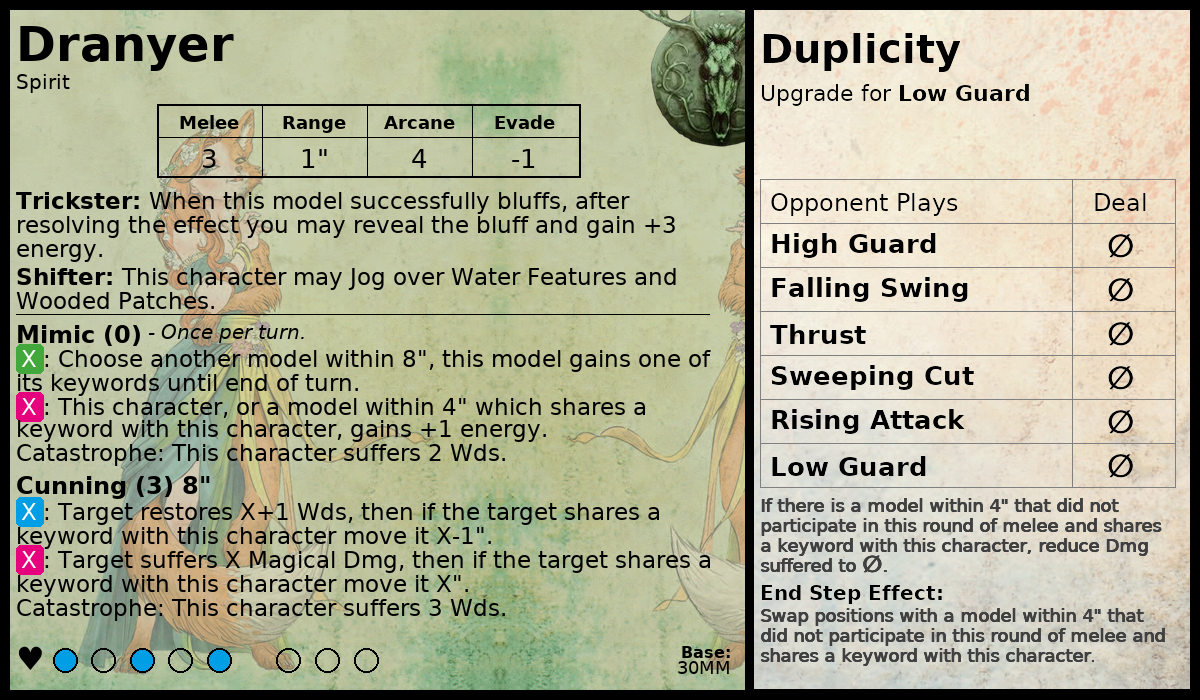 Dranyer
Spirit
Melee Range Arcane Evade
3 1" 4 -1
Trickster: When this model successfully bluffs, after
resolving the effect you may reveal the bluff and gain +3
energy.
Shifter: This character may Jog over Water Features and
Wooded Patches.
Mimic (0) - Once per turn.
X: Choose another model within 8", this model gains one of
its keywords until end of turn.
X: This character, or a model within 4" which shares a
keyword with this character, gains +1 energy.
Catastrophe: This character suffers 2 Wds.
Cunning (3) 8"
X: Target restores X+1 Wds, then if the target shares a
keyword with this character move it X-1".
X: Target suffers X Magical Dmg, then if the target shares a
keyword with this character move it X".
Catastrophe: This character suffers 3 Wds.
Base:
30MM
Duplicity
Upgrade for Low Guard
Opponent Plays Deal
High Guard ∅
Falling Swing ∅
Thrust ∅
Sweeping Cut ∅
Rising Attack ∅
Low Guard ∅
If there is a model within 4" that did not
participate in this round of melee and shares
a keyword with this character, reduce Dmg
suffered to ∅.
End Step Effect:
Swap positions with a model within 4" that
did not participate in this round of melee and
shares a keyword with this character.